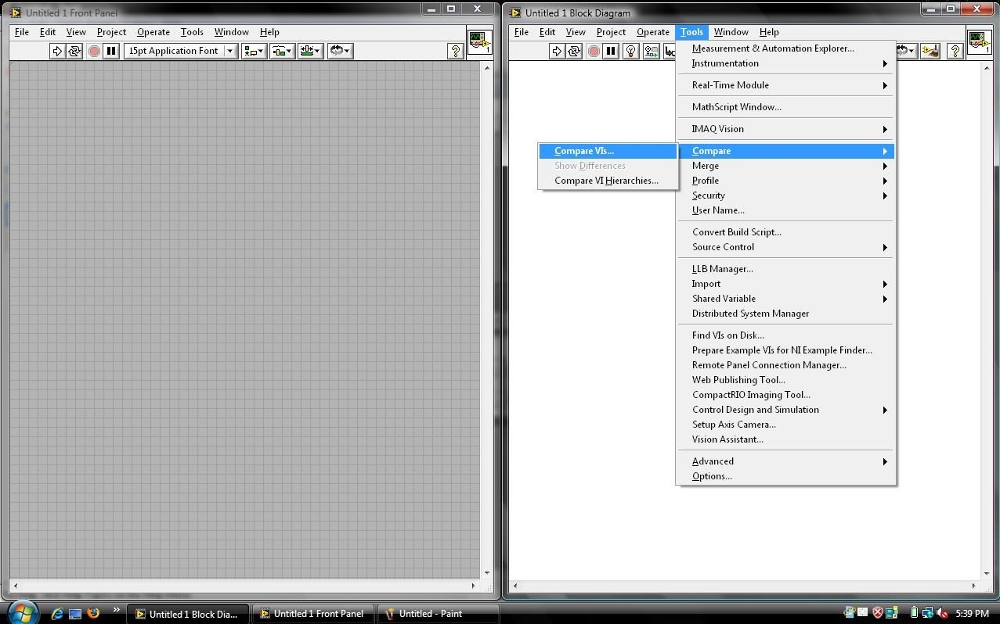 Untitled 1 Front Panel
File Edit View Project Operate Tools Window Help
15pt Application Font
?
1
Untitled 1 Block Diagram
File Edit View Project Operate Tools Window Help
?
1
Measurement & Automation Explorer...
Instrumentation
Real-Time Module
MathScript Window...
IMAQ Vision
Compare
Merge
Profile
Security
User Name...
Convert Build Script...
Source Control
LLB Manager...
Import
Shared Variable
Distributed System Manager
Find VIs on Disk...
Prepare Example VIs for NI Example Finder...
Remote Panel Connection Manager...
Web Publishing Tool...
CompactRIO Imaging Tool...
Control Design and Simulation
Setup Axis Camera...
Vision Assistant...
Advanced
Options...
Compare VIs...
Show Differences
Compare VI Hierarchies...
Untitled 1 Block Dia...
Untitled 1 Front Panel
Untitled - Paint
5:39 PM